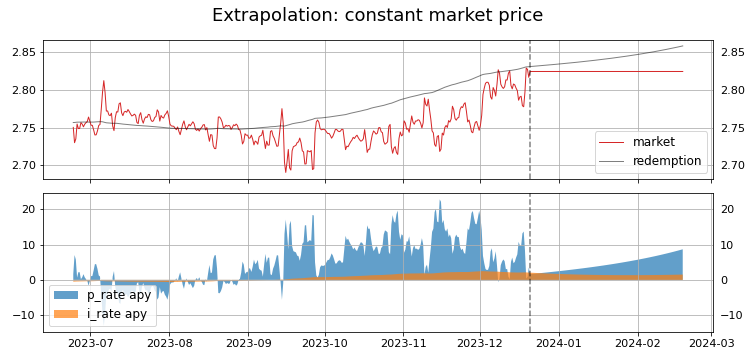 Extrapolation: constant market price
2.85 2.85
2.80 2.80
2.75 2.75
2.70 2.70
market
redemption
20 20
10 10
0 0
−10 −10
p_rate apy
i_rate apy
2023-07 2023-08 2023-09 2023-10 2023-11 2023-12 2024-01 2024-02 2024-03